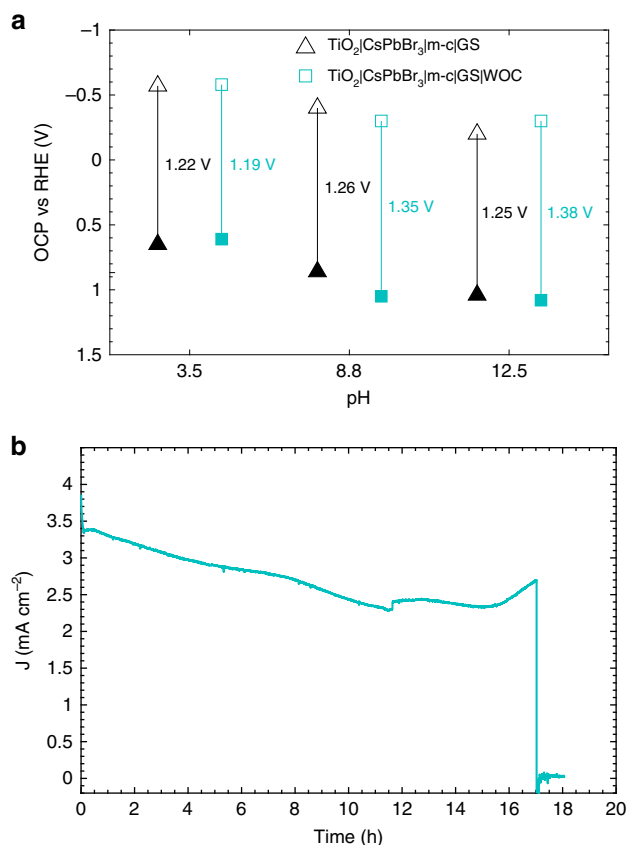 a
TiO₂|CsPbBr₃|m-c|GS
TiO₂|CsPbBr₃|m-c|GS|WOC
–1
–0.5
0
0.5
1
1.5
OCP vs RHE (V)
1.22 V
1.19 V
1.26 V
1.35 V
1.25 V
1.38 V
3.5
8.8
12.5
pH
b
4
3.5
3
2.5
2
1.5
1
0.5
0
J (mA cm⁻²)
0 2 4 6 8 10 12 14 16 18 20
Time (h)